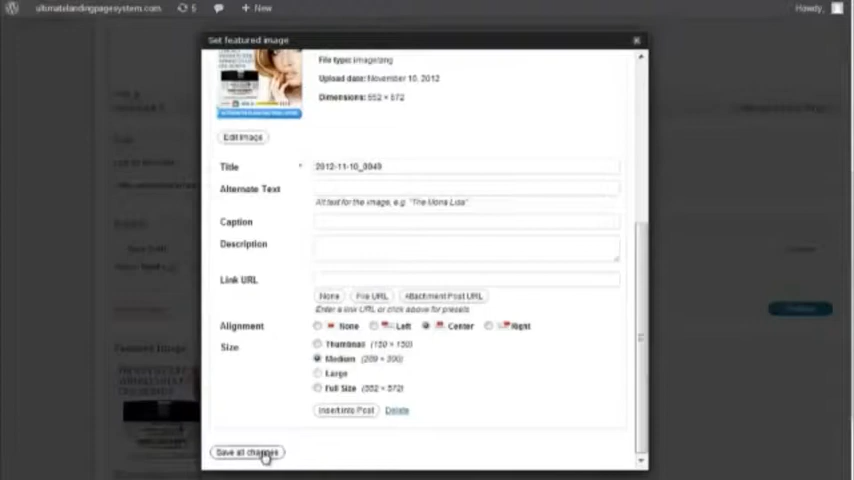 ultimatelandingpagesystem.com 5 + New Howdy,
Set featured image
File type: image/png
Upload date: November 10, 2012
Dimensions: 552 × 572
Edit Image
Title * 2012-11-10_0949
Alternate Text
Alt text for the image, e.g. "The Mona Lisa"
Caption
Description
Link URL
None File URL Attachment Post URL
Enter a link URL or click above for presets.
Alignment None Left Center Right
Size Thumbnail (150 × 150)
Medium (289 × 300)
Large
Full Size (552 × 572)
Insert into Post Delete
Save all changes
Featured Image